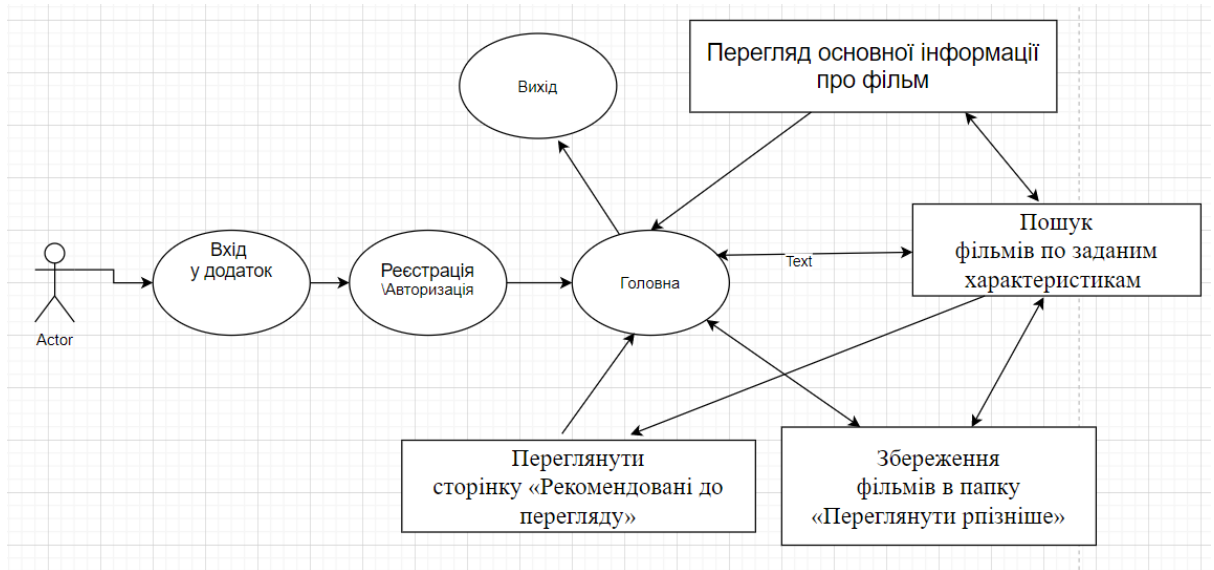 Вихід
Перегляд основної інформації
про фільм
Пошук
фільмів по заданим
характеристикам
Вхід
у додаток
Реєстрація
\Авторизація
Головна
Text
Actor
Переглянути
сторінку «Рекомендовані до
перегляду»
Збереження
фільмів в папку
«Переглянути рпізніше»